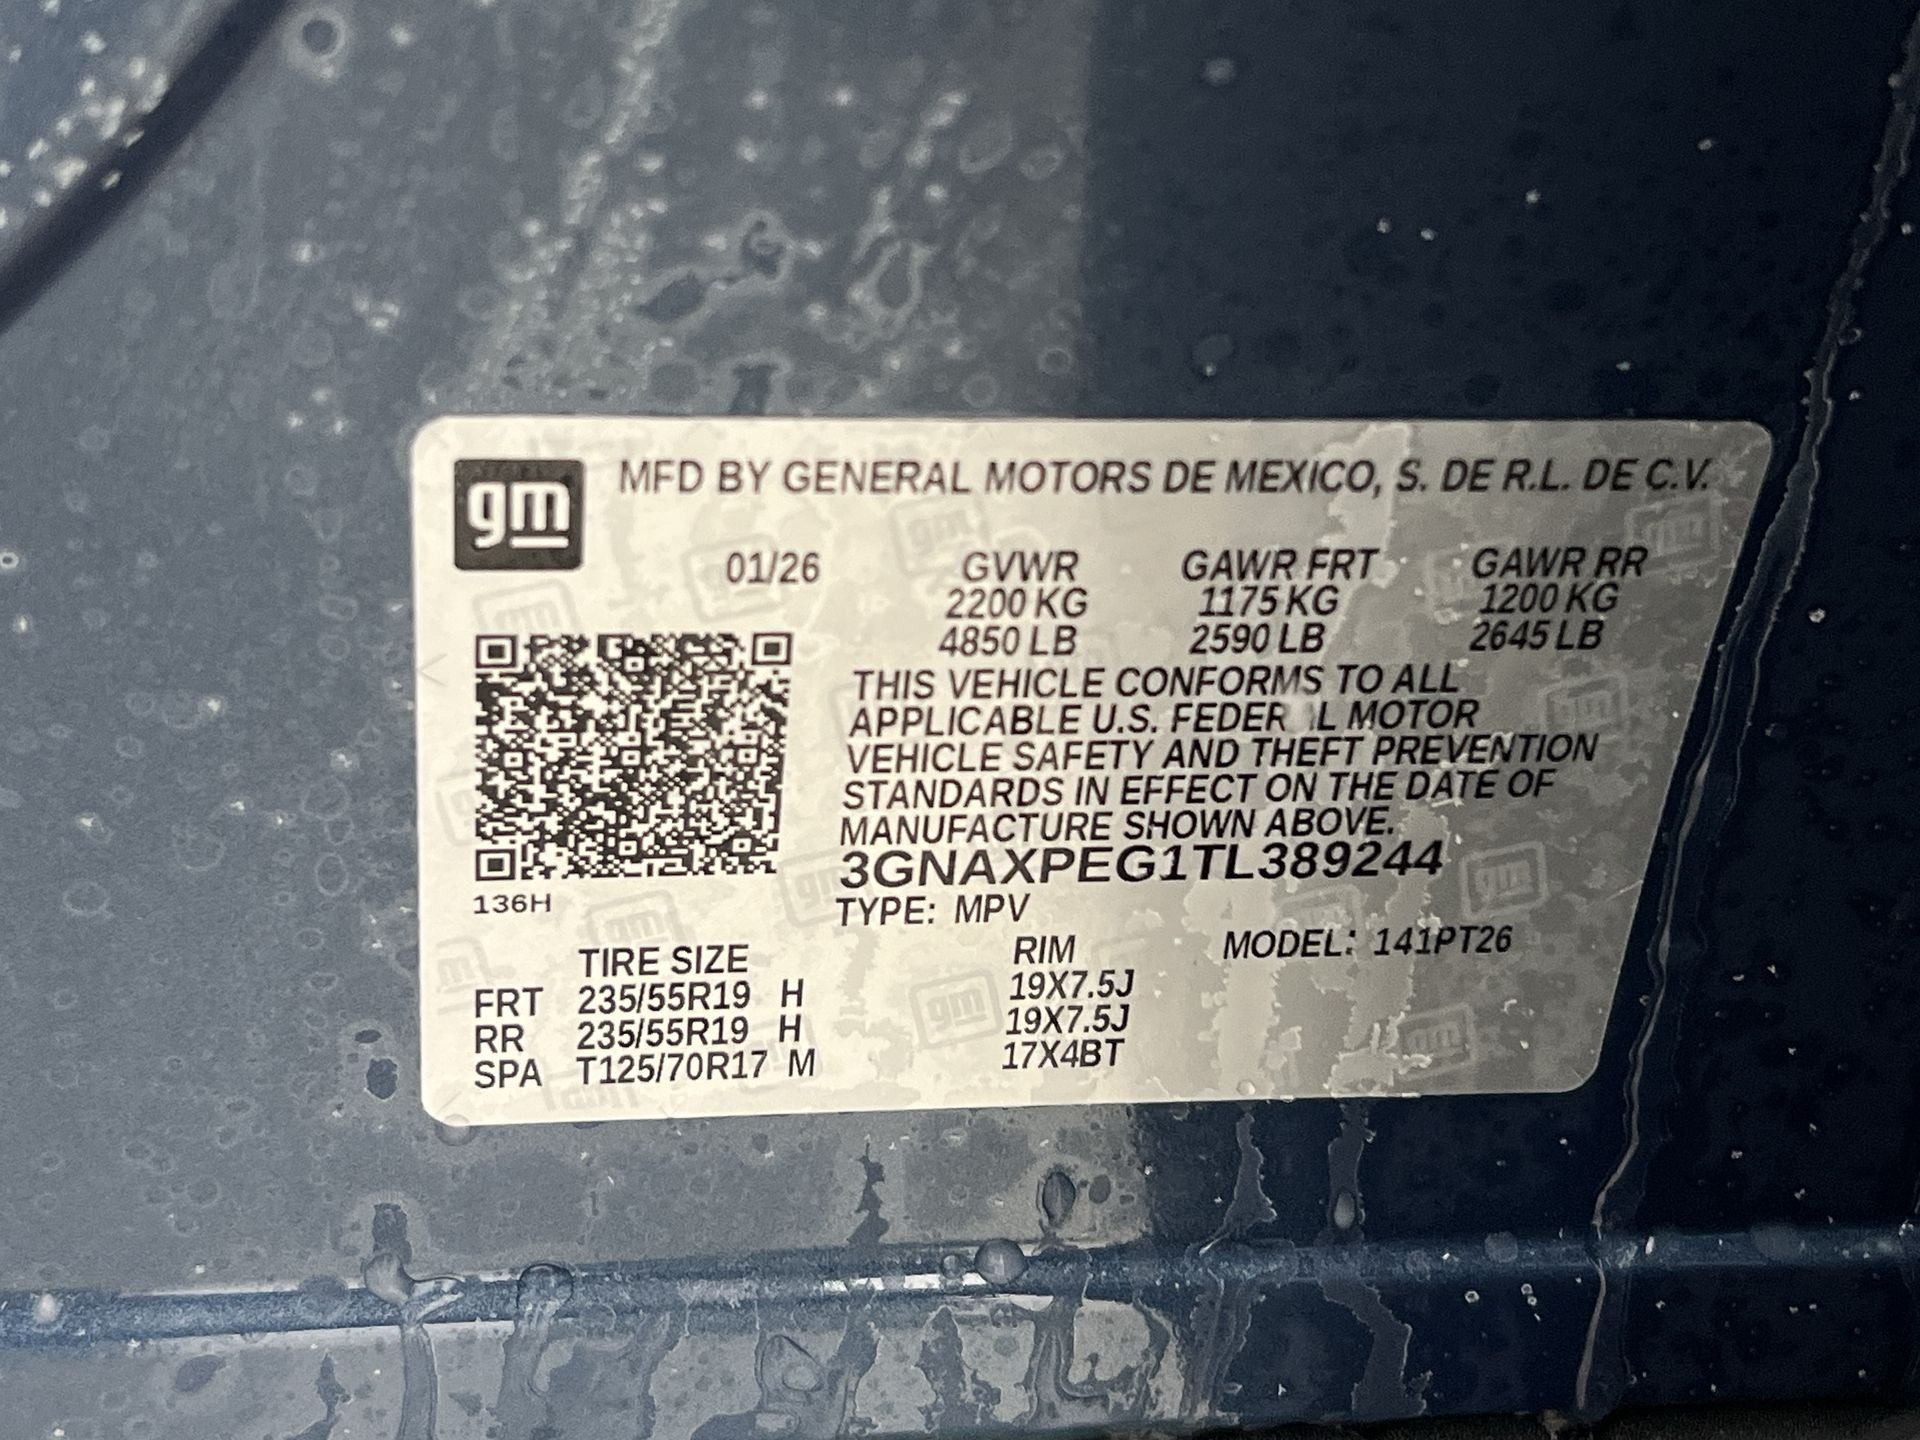 gm
MFD BY GENERAL MOTORS DE MEXICO, S. DE R.L. DE C.V.
01/26 GVWR GAWR FRT GAWR RR
2200 KG 1175 KG 1200 KG
4850 LB 2590 LB 2645 LB
THIS VEHICLE CONFORMS TO ALL
APPLICABLE U.S. FEDERAL MOTOR
VEHICLE SAFETY AND THEFT PREVENTION
STANDARDS IN EFFECT ON THE DATE OF
MANUFACTURE SHOWN ABOVE.
3GNAXPEG1TL389244
136H
TYPE: MPV
TIRE SIZE RIM MODEL: 141PT26
FRT 235/55R19 H 19X7.5J
RR 235/55R19 H 19X7.5J
SPA T125/70R17 M 17X4BT